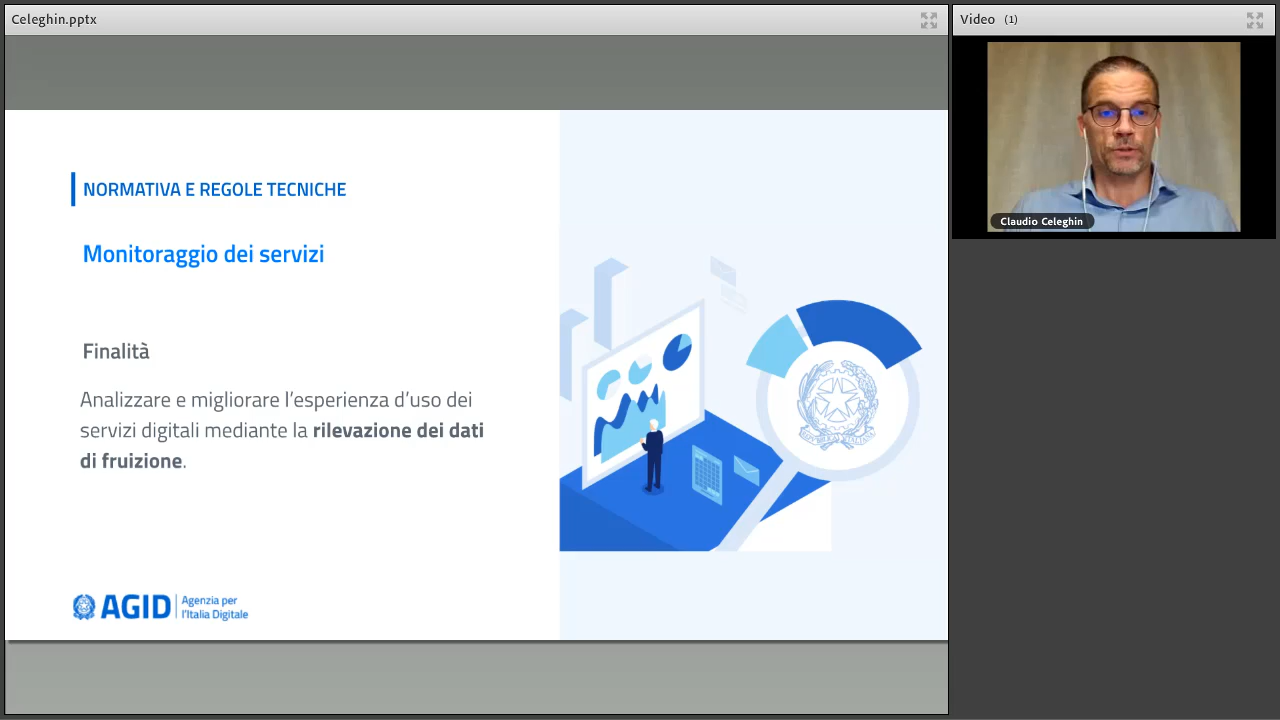 Celeghin.pptx
Video (1)
Claudio Celeghin
NORMATIVA E REGOLE TECNICHE
Monitoraggio dei servizi
Finalità
Analizzare e migliorare l’esperienza d’uso dei
servizi digitali mediante la rilevazione dei dati
di fruizione.
AGID
Agenzia per
l’Italia Digitale